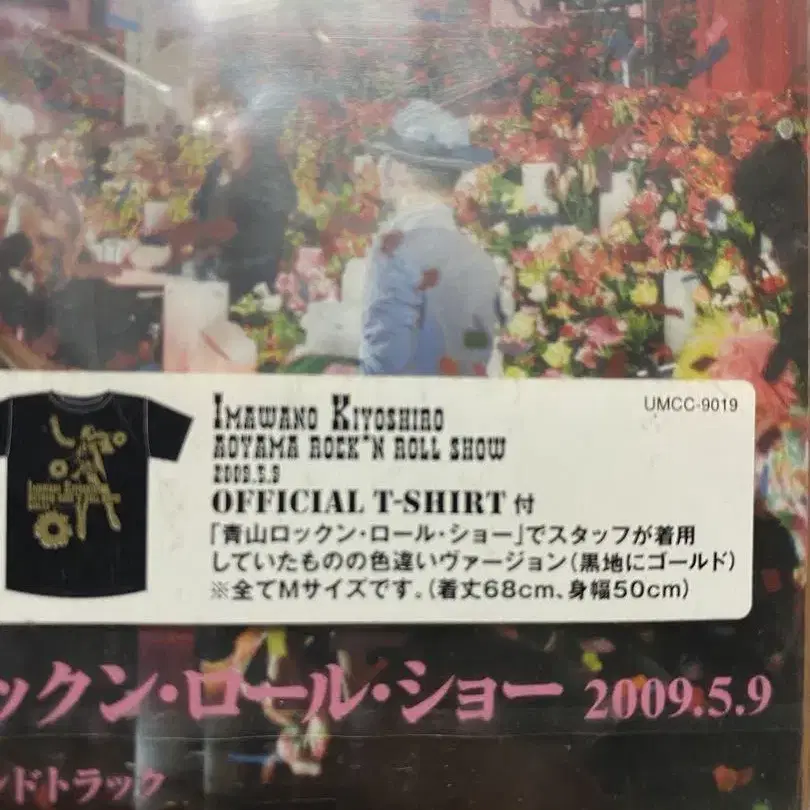 UMCC-9019
IMAWANO KIYOSHIRO
AOYAMA ROCK'N ROLL SHOW
2009.5.9
OFFICIAL T-SHIRT 付
「青山ロックン・ロール・ショー」でスタッフが着用
していたものの色違いヴァージョン(黒地にゴールド)
※全てMサイズです。(着丈68cm、身幅50cm)
ックン・ロール・ショー 2009.5.9
ンドトラック